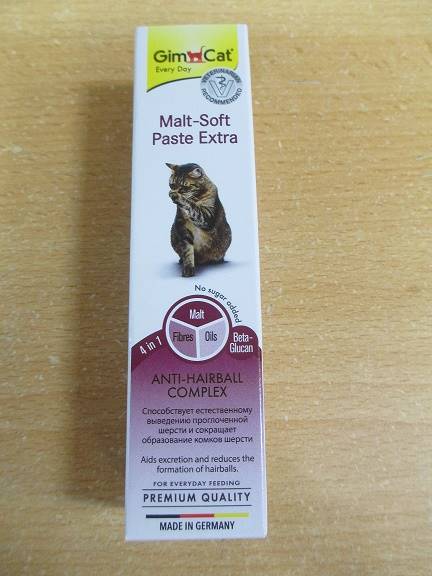 GimCat
Every Day
VETERINARIAN
RECOMMENDED
Malt-Soft
Paste Extra
No sugar added
Malt
Fibres
Oils
4 in 1
Beta-
Glucan
ANTI-HAIRBALL
COMPLEX
Способствует естественному
выведению проглоченной
шерсти и сокращает
образование комков шерсти
Aids excretion and reduces the
formation of hairballs.
FOR EVERYDAY FEEDING
PREMIUM QUALITY
MADE IN GERMANY